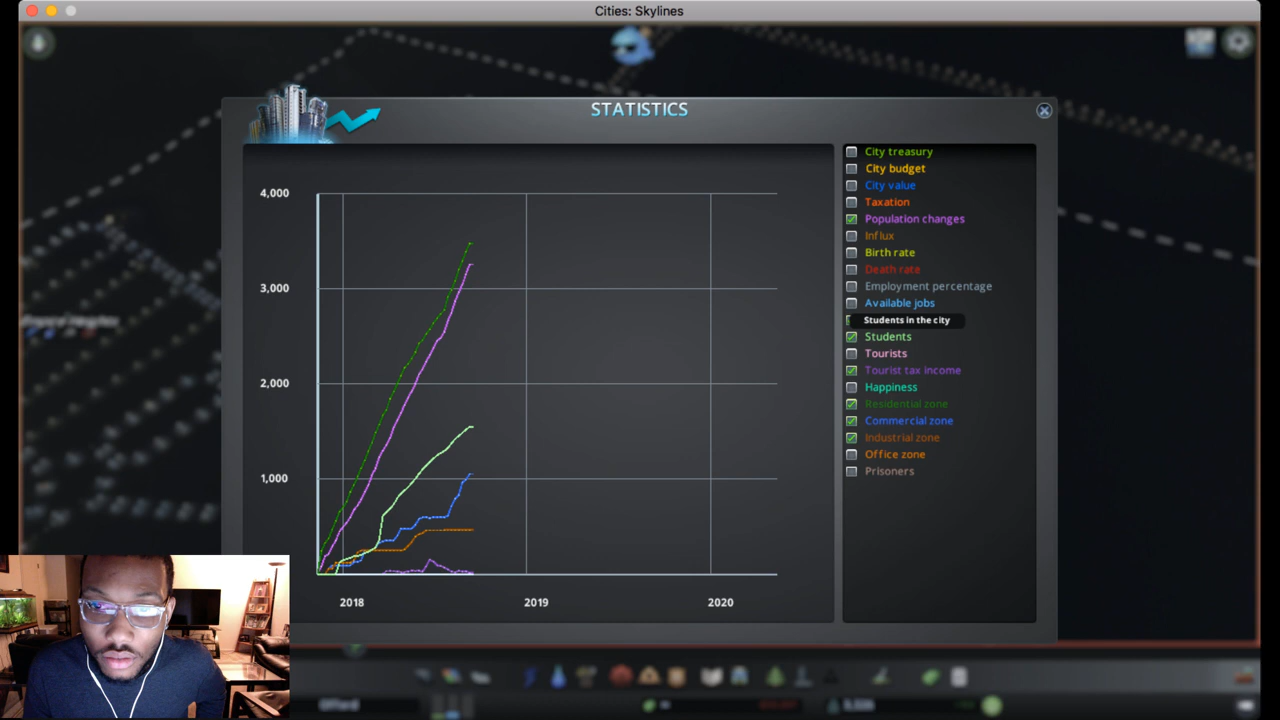 Cities: Skylines
STATISTICS
4,000
3,000
2,000
1,000
2018
2019
2020
City treasury
City budget
City value
Taxation
Population changes
Influx
Birth rate
Death rate
Employment percentage
Available jobs
Students in the city
Students
Tourists
Tourist tax income
Happiness
Residential zone
Commercial zone
Industrial zone
Office zone
Prisoners